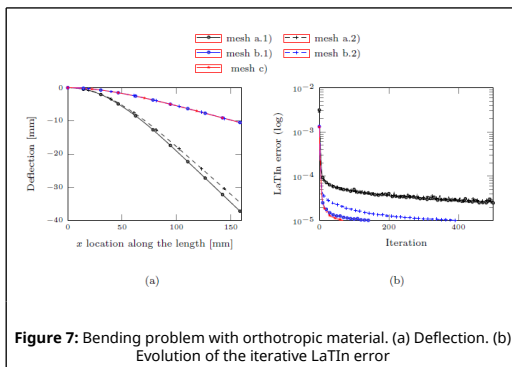 mesh a.1) mesh a.2)
mesh b.1) mesh b.2)
mesh c)
0
−10
−20
−30
−40
Deflection [mm]
0 50 100 150
x location along the length [mm]
(a)
10−2
10−3
10−4
10−5
LaTIn error (log)
0 200 400
Iteration
(b)
Figure 7: Bending problem with orthotropic material. (a) Deflection. (b)
Evolution of the iterative LaTIn error